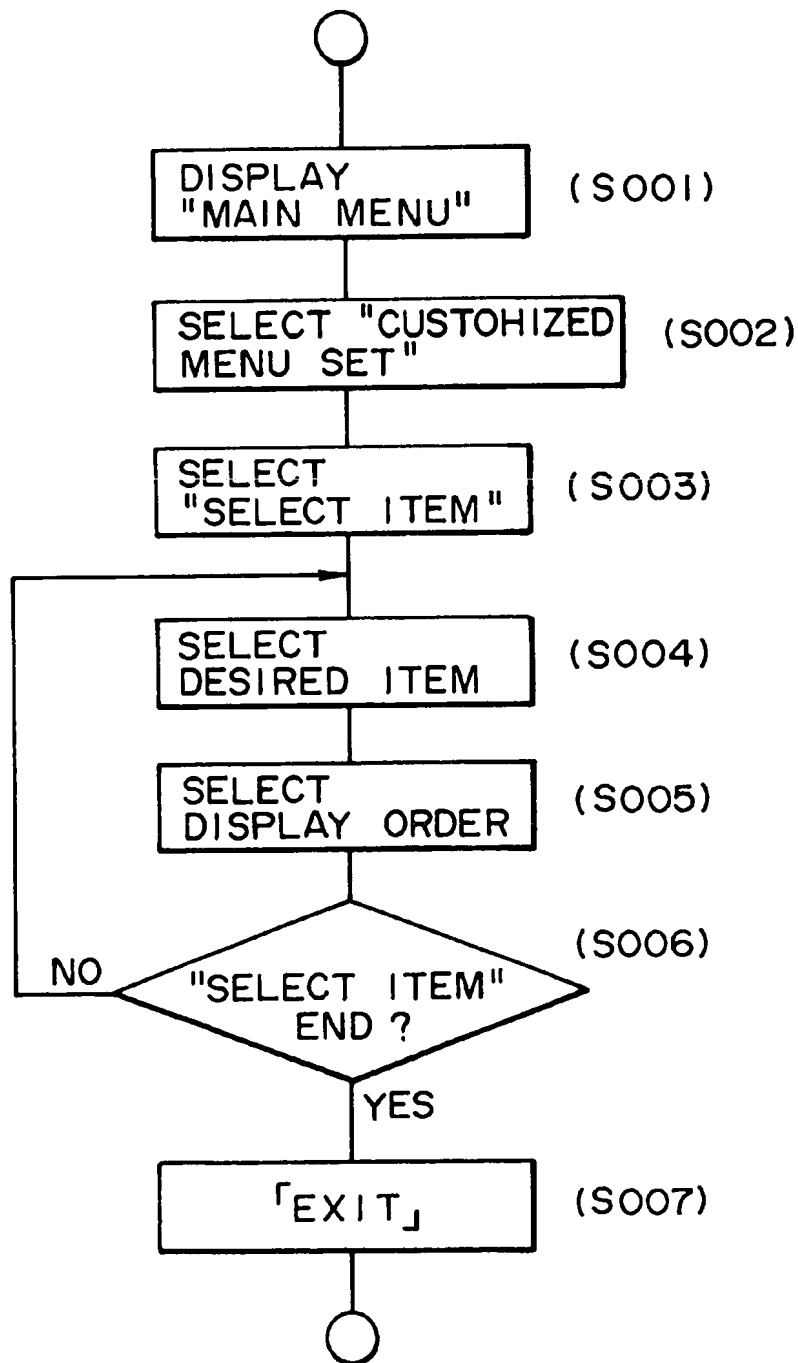 DISPLAY
"MAIN MENU"
(S001)
SELECT "CUSTOHIZED
MENU SET"
(S002)
SELECT
"SELECT ITEM"
(S003)
SELECT
DESIRED ITEM
(S004)
SELECT
DISPLAY ORDER
(S005)
(S006)
NO
"SELECT ITEM"
END ?
YES
「EXIT」
(S007)